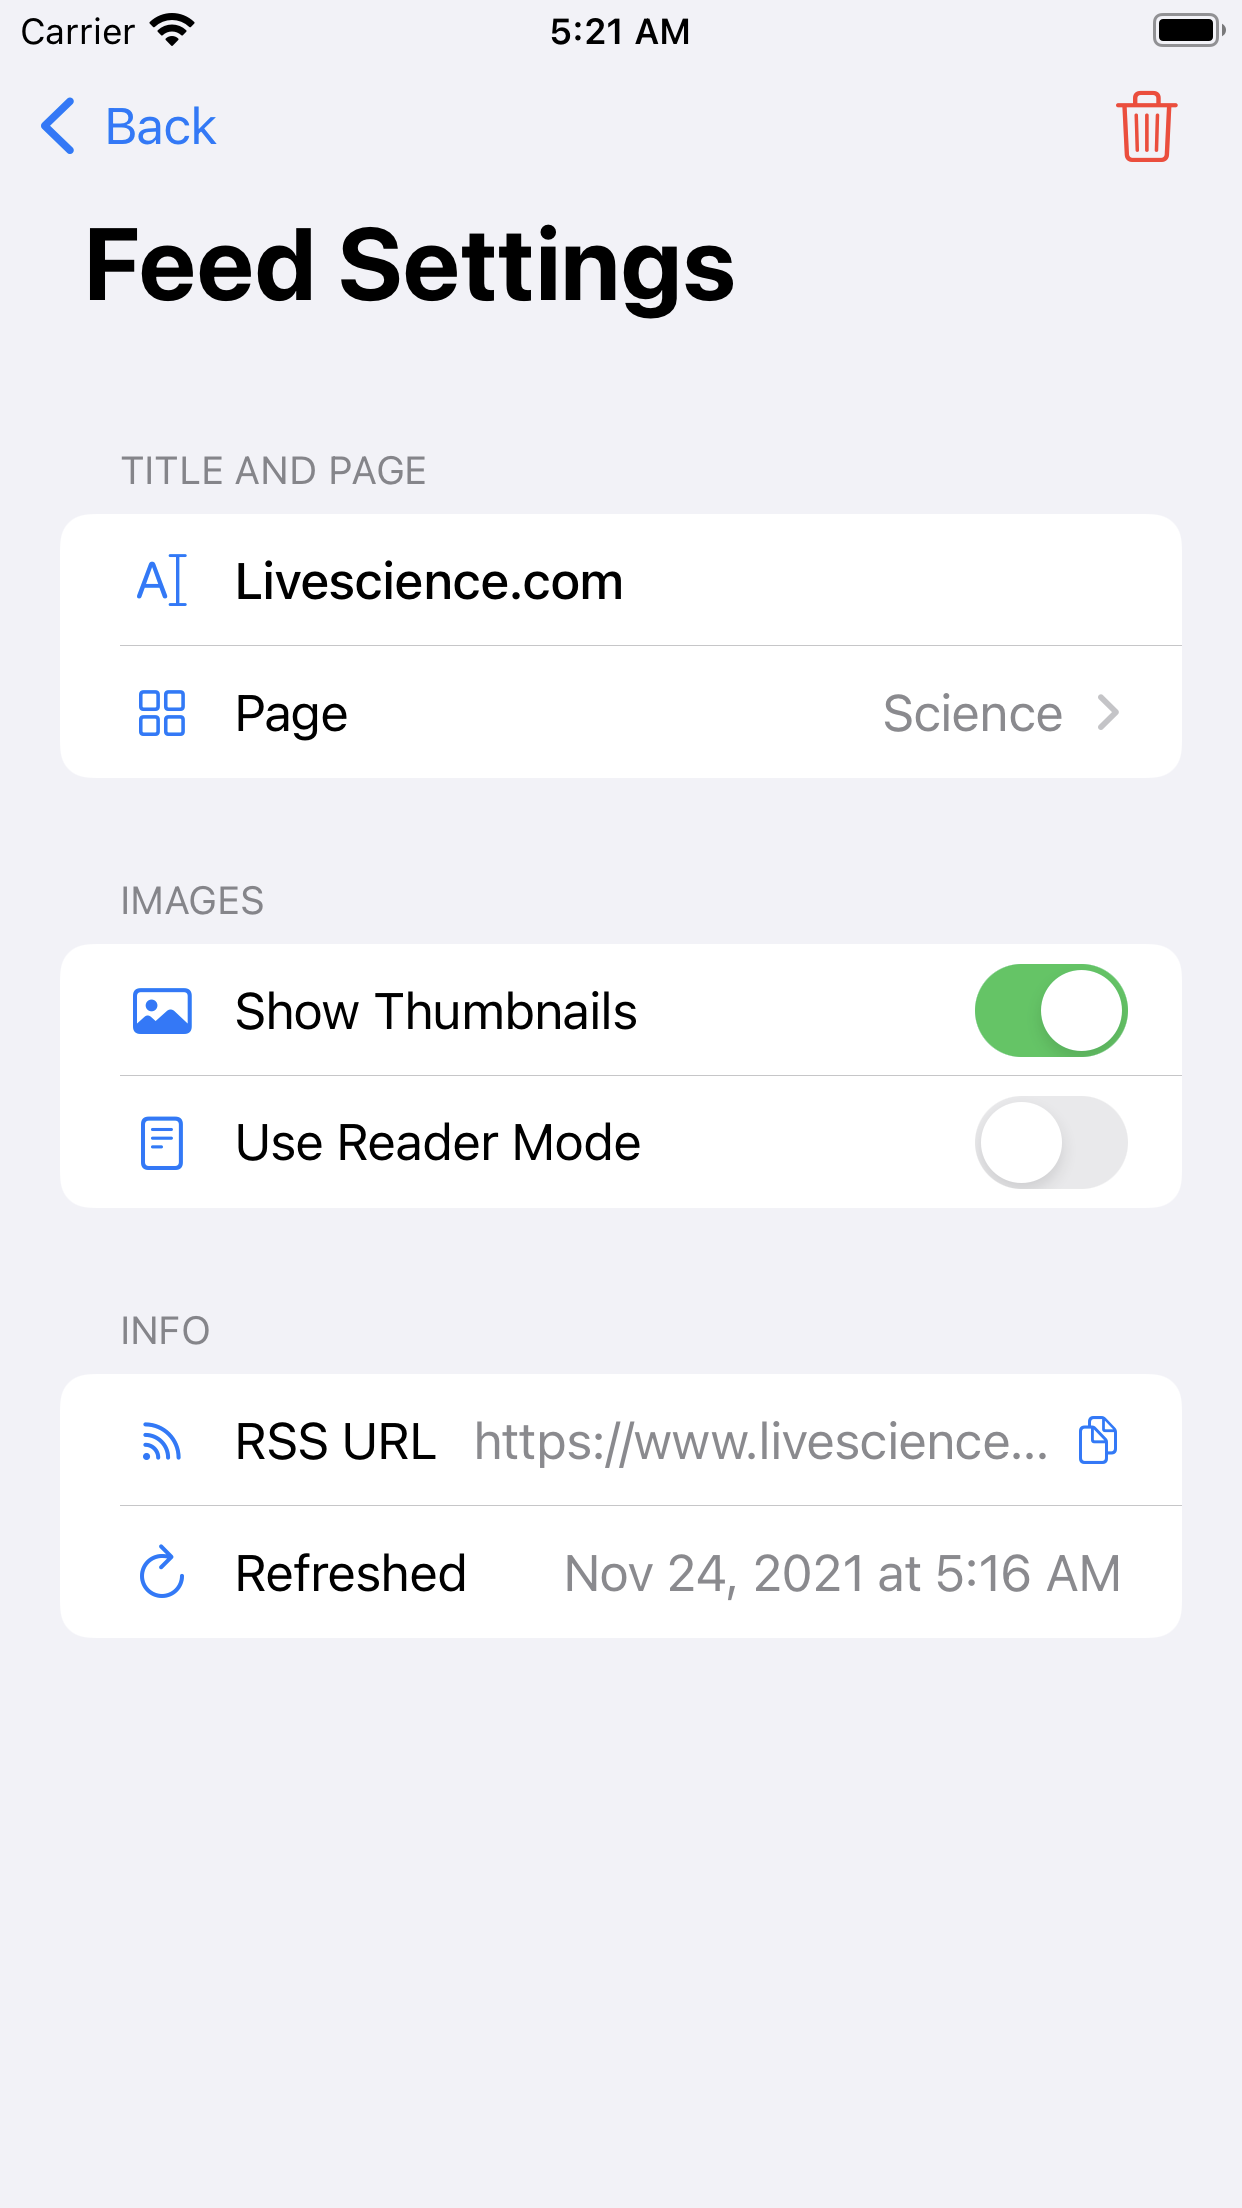 Carrier 5:21 AM
Back
Feed Settings
TITLE AND PAGE
Livescience.com
Page Science
IMAGES
Show Thumbnails
Use Reader Mode
INFO
RSS URL https://www.livescience...
Refreshed Nov 24, 2021 at 5:16 AM